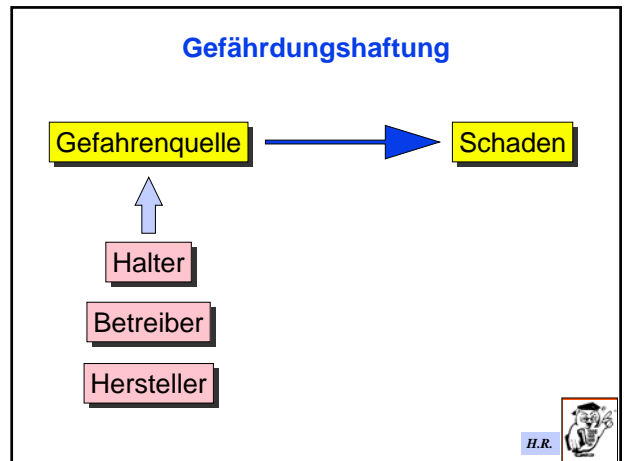 Gefährdungshaftung
Gefahrenquelle
Schaden
Halter
Betreiber
Hersteller
H.R.